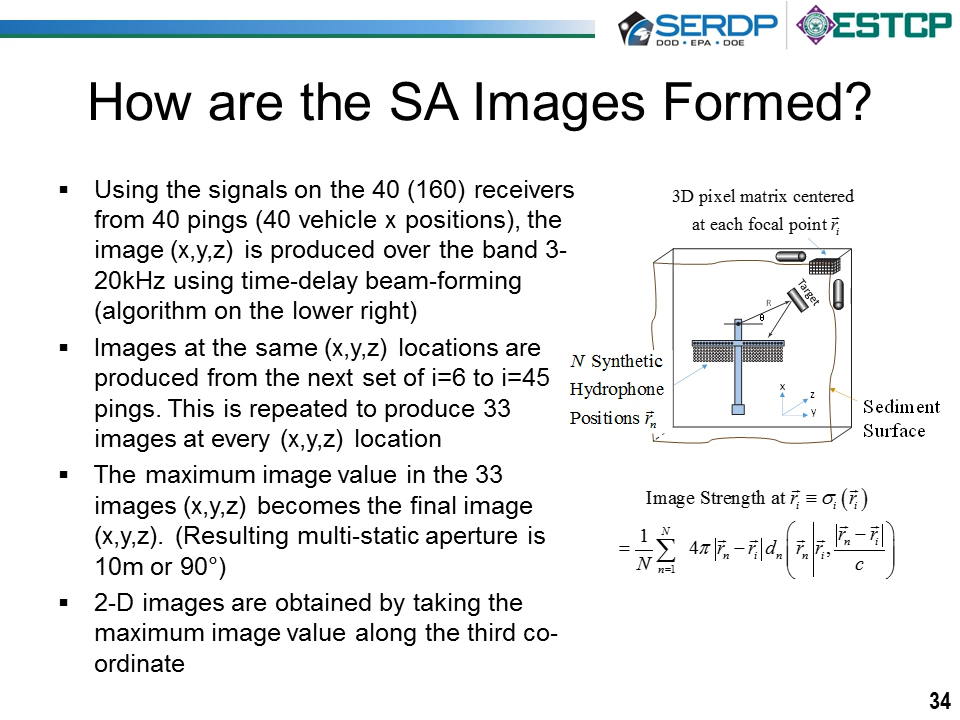 SERDP
DOD • EPA • DOE
ESTCP
How are the SA Images Formed?
▪ Using the signals on the 40 (160) receivers
from 40 pings (40 vehicle x positions), the
image (x,y,z) is produced over the band 3-
20kHz using time-delay beam-forming
(algorithm on the lower right)
▪ Images at the same (x,y,z) locations are
produced from the next set of i=6 to i=45
pings. This is repeated to produce 33
images at every (x,y,z) location
▪ The maximum image value in the 33
images (x,y,z) becomes the final image
(x,y,z). (Resulting multi-static aperture is
10m or 90°)
▪ 2-D images are obtained by taking the
maximum image value along the third co-
ordinate
3D pixel matrix centered
at each focal point r⃗ᵢ
Target
R
θ
N Synthetic
Hydrophone
Positions r⃗ₙ
x
z
y
Sediment
Surface
Image Strength at r⃗ᵢ ≡ σᵢ(r⃗ᵢ)
= 1/N ∑ₙ₌₁ᴺ 4π |r⃗ₙ − r⃗ᵢ| dₙ (r⃗ₙ | r⃗ᵢ, |r⃗ₙ − r⃗ᵢ| / c)
34